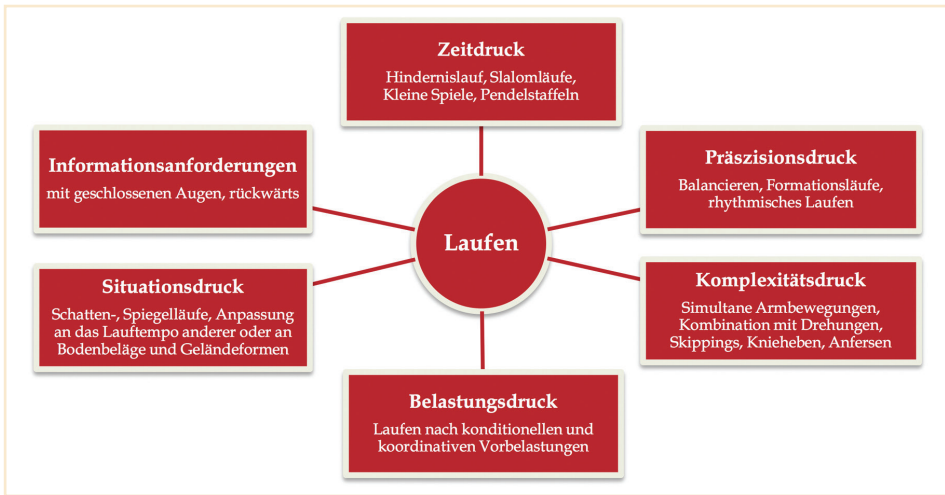 Zeitdruck
Hindernislauf, Slalomläufe,
Kleine Spiele, Pendelstaffeln
Informationsanforderungen
mit geschlossenen Augen, rückwärts
Präszisionsdruck
Balancieren, Formationsläufe,
rhythmisches Laufen
Laufen
Situationsdruck
Schatten-, Spiegelläufe, Anpassung
an das Lauftempo anderer oder an
Bodenbeläge und Geländeformen
Komplexitätsdruck
Simultane Armbewegungen,
Kombination mit Drehungen,
Skippings, Knieheben, Anfersen
Belastungsdruck
Laufen nach konditionellen und
koordinativen Vorbelastungen